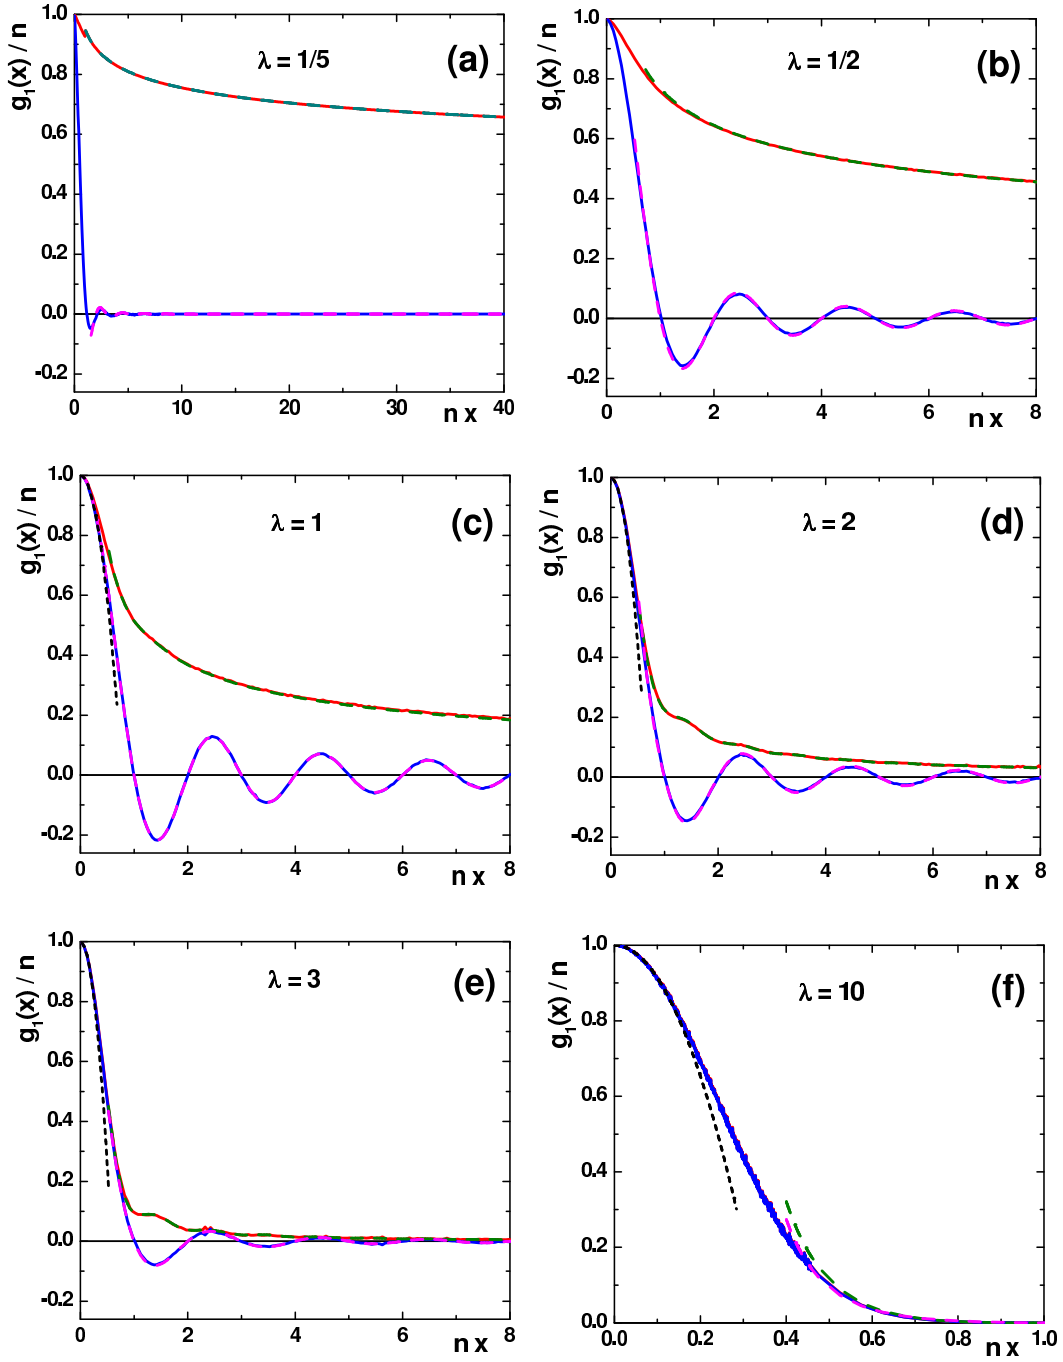 1.0
0.8
0.6
0.4
0.2
0.0
-0.2
g₁(x) / n
λ = 1/5
(a)
0 10 20 30 40
n x
1.0
0.8
0.6
0.4
0.2
0.0
-0.2
g₁(x) / n
λ = 1/2
(b)
0 2 4 6 8
n x
1.0
0.8
0.6
0.4
0.2
0.0
-0.2
g₁(x) / n
λ = 1
(c)
0 2 4 6 8
n x
1.0
0.8
0.6
0.4
0.2
0.0
-0.2
g₁(x) / n
λ = 2
(d)
0 2 4 6 8
n x
1.0
0.8
0.6
0.4
0.2
0.0
-0.2
g₁(x) / n
λ = 3
(e)
0 2 4 6 8
n x
1.0
0.8
0.6
0.4
0.2
0.0
g₁(x) / n
λ = 10
(f)
0.0 0.2 0.4 0.6 0.8 1.0
n x